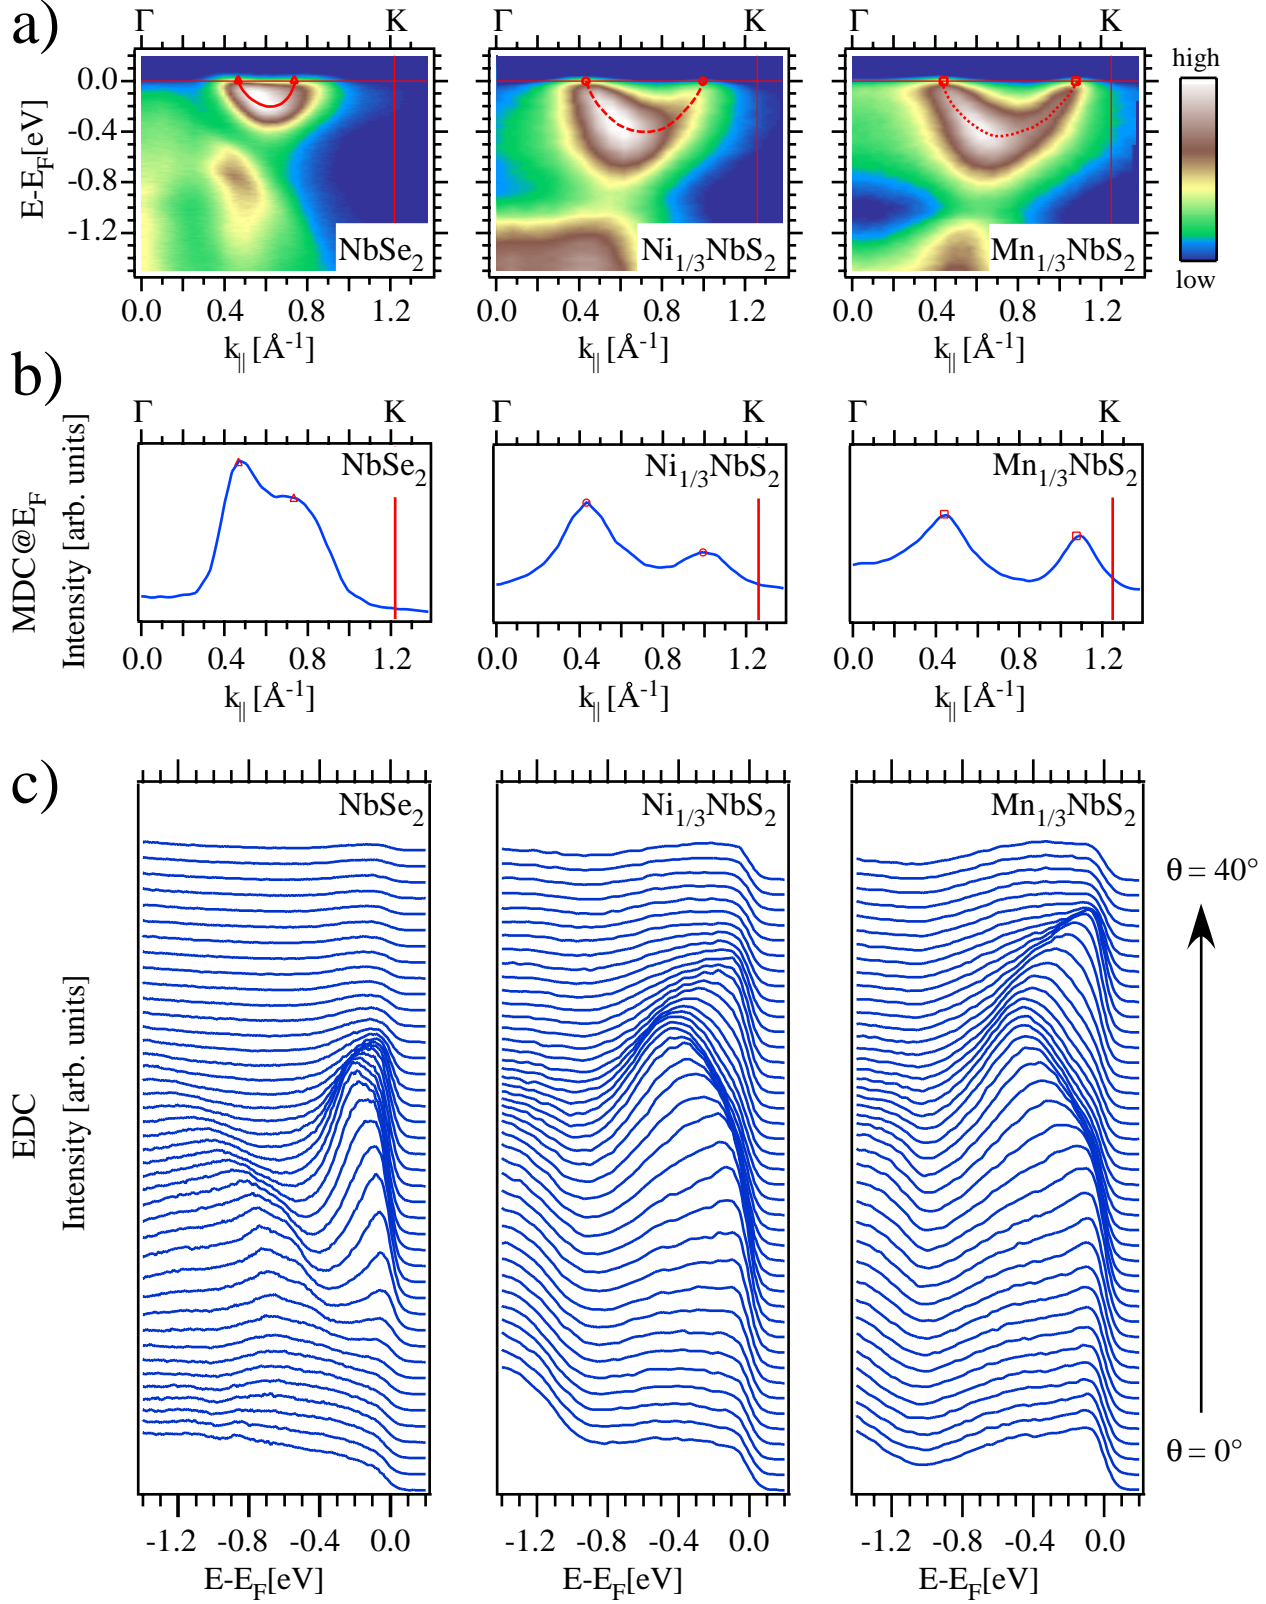 a)
Γ K Γ K Γ K
E-E_F[eV]
0.0
-0.4
-0.8
-1.2
NbSe₂ Ni₁/₃NbS₂ Mn₁/₃NbS₂
high
low
0.0 0.4 0.8 1.2 0.0 0.4 0.8 1.2 0.0 0.4 0.8 1.2
k_|| [Å⁻¹] k_|| [Å⁻¹] k_|| [Å⁻¹]
b)
Γ K Γ K Γ K
MDC@E_F
Intensity [arb. units]
NbSe₂ Ni₁/₃NbS₂ Mn₁/₃NbS₂
0.0 0.4 0.8 1.2 0.0 0.4 0.8 1.2 0.0 0.4 0.8 1.2
k_|| [Å⁻¹] k_|| [Å⁻¹] k_|| [Å⁻¹]
c)
EDC
Intensity [arb. units]
NbSe₂ Ni₁/₃NbS₂ Mn₁/₃NbS₂
θ = 40°
θ = 0°
-1.2 -0.8 -0.4 0.0 -1.2 -0.8 -0.4 0.0 -1.2 -0.8 -0.4 0.0
E-E_F[eV] E-E_F[eV] E-E_F[eV]